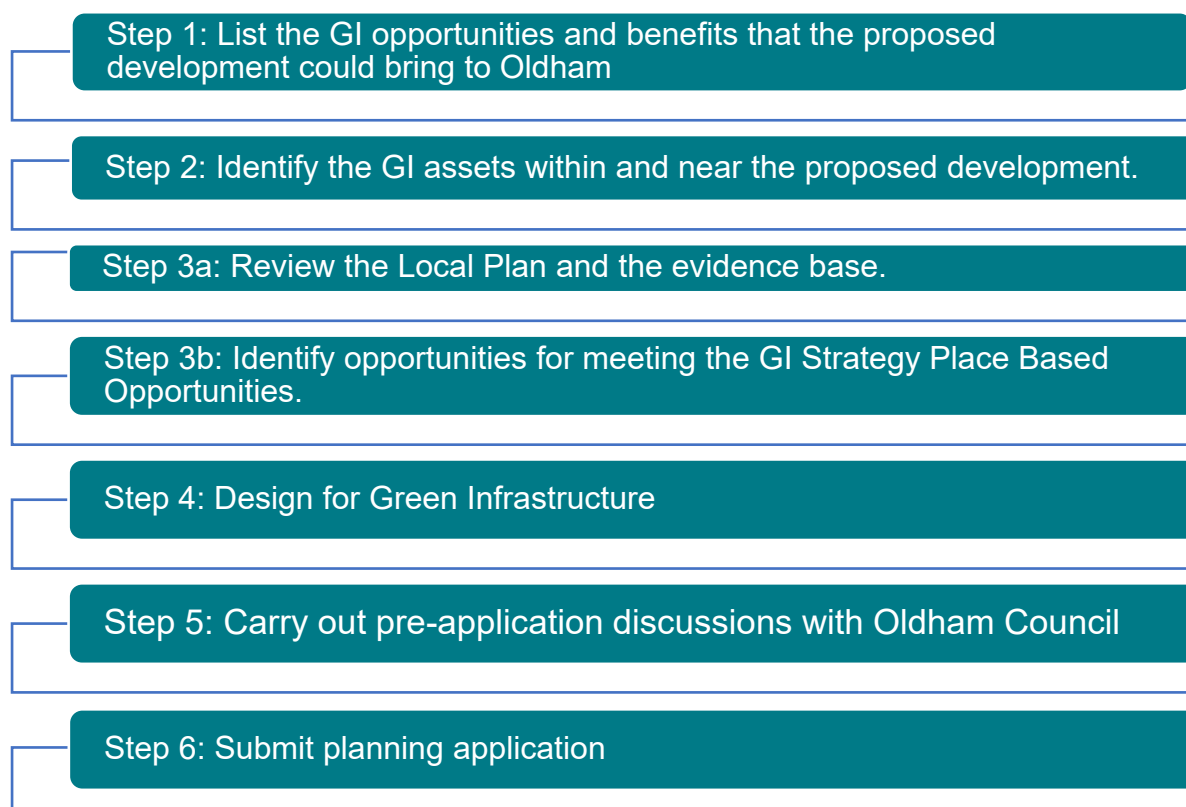 Step 1: List the GI opportunities and benefits that the proposed
development could bring to Oldham
Step 2: Identify the GI assets within and near the proposed development.
Step 3a: Review the Local Plan and the evidence base.
Step 3b: Identify opportunities for meeting the GI Strategy Place Based
Opportunities.
Step 4: Design for Green Infrastructure
Step 5: Carry out pre-application discussions with Oldham Council
Step 6: Submit planning application